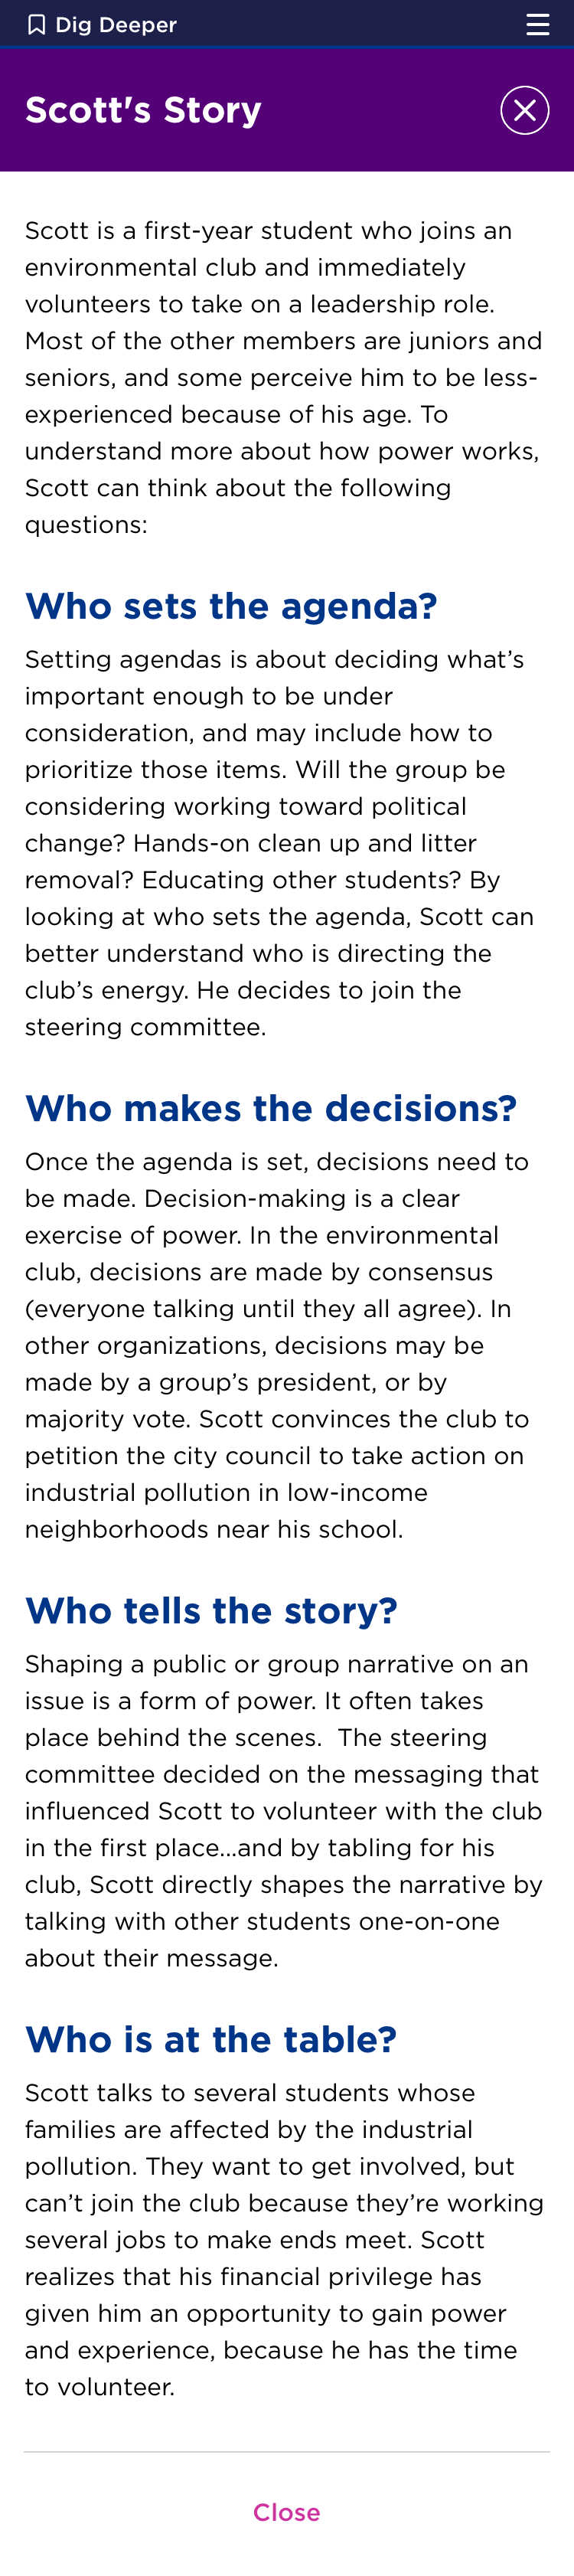 Dig Deeper
Scott's Story
Scott is a first-year student who joins an
environmental club and immediately
volunteers to take on a leadership role.
Most of the other members are juniors and
seniors, and some perceive him to be less-
experienced because of his age. To
understand more about how power works,
Scott can think about the following
questions:
Who sets the agenda?
Setting agendas is about deciding what’s
important enough to be under
consideration, and may include how to
prioritize those items. Will the group be
considering working toward political
change? Hands-on clean up and litter
removal? Educating other students? By
looking at who sets the agenda, Scott can
better understand who is directing the
club’s energy. He decides to join the
steering committee.
Who makes the decisions?
Once the agenda is set, decisions need to
be made. Decision-making is a clear
exercise of power. In the environmental
club, decisions are made by consensus
(everyone talking until they all agree). In
other organizations, decisions may be
made by a group’s president, or by
majority vote. Scott convinces the club to
petition the city council to take action on
industrial pollution in low-income
neighborhoods near his school.
Who tells the story?
Shaping a public or group narrative on an
issue is a form of power. It often takes
place behind the scenes.  The steering
committee decided on the messaging that
influenced Scott to volunteer with the club
in the first place...and by tabling for his
club, Scott directly shapes the narrative by
talking with other students one-on-one
about their message.
Who is at the table?
Scott talks to several students whose
families are affected by the industrial
pollution. They want to get involved, but
can’t join the club because they’re working
several jobs to make ends meet. Scott
realizes that his financial privilege has
given him an opportunity to gain power
and experience, because he has the time
to volunteer.
Close